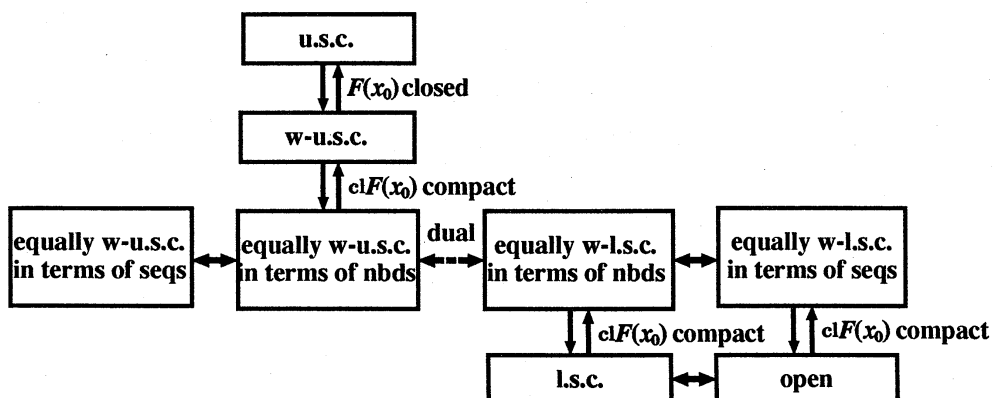 u.s.c.
F(x₀) closed
w-u.s.c.
clF(x₀) compact
equally w-u.s.c.
in terms of seqs
equally w-u.s.c.
in terms of nbds
dual
equally w-l.s.c.
in terms of nbds
equally w-l.s.c.
in terms of seqs
clF(x₀) compact
clF(x₀) compact
l.s.c.
open